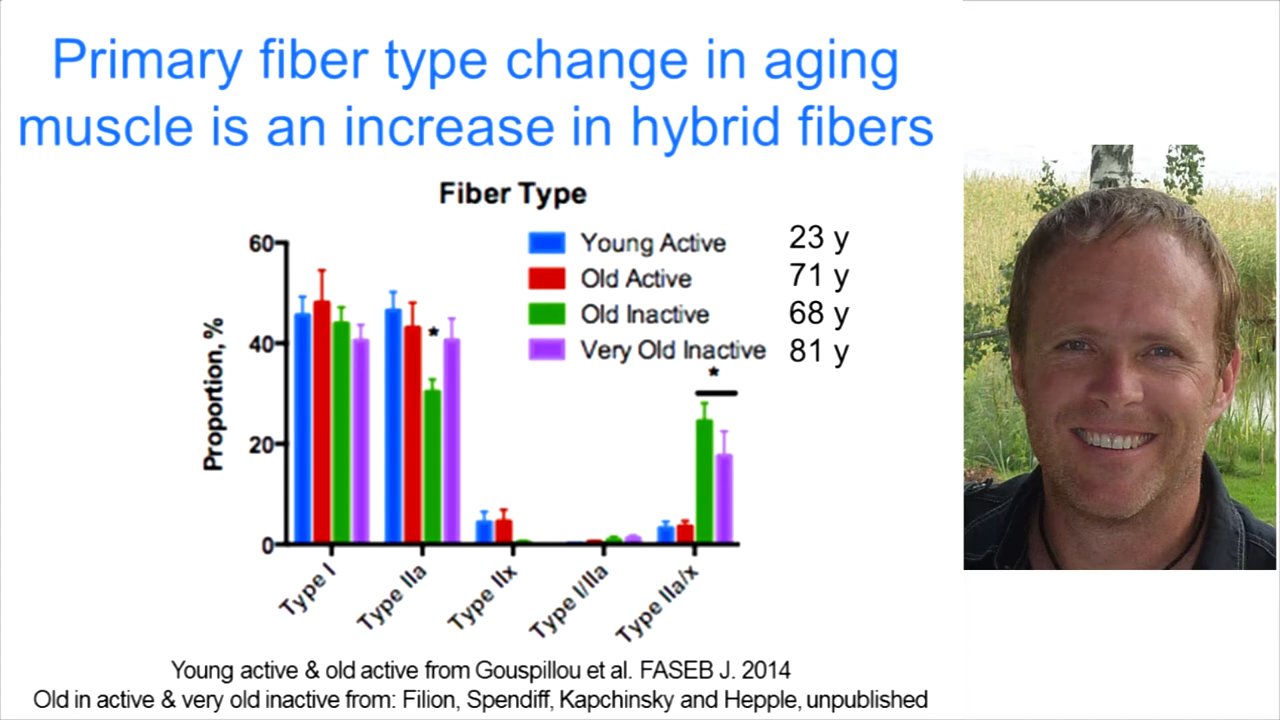 Primary fiber type change in aging
muscle is an increase in hybrid fibers
Fiber Type
Proportion, %
60
40
20
0
Young Active 23 y
Old Active 71 y
Old Inactive 68 y
Very Old Inactive 81 y
*
*
Type I
Type IIa
Type IIx
Type I/IIa
Type IIa/x
Young active & old active from Gouspillou et al. FASEB J. 2014
Old in active & very old inactive from: Filion, Spendiff, Kapchinsky and Hepple, unpublished